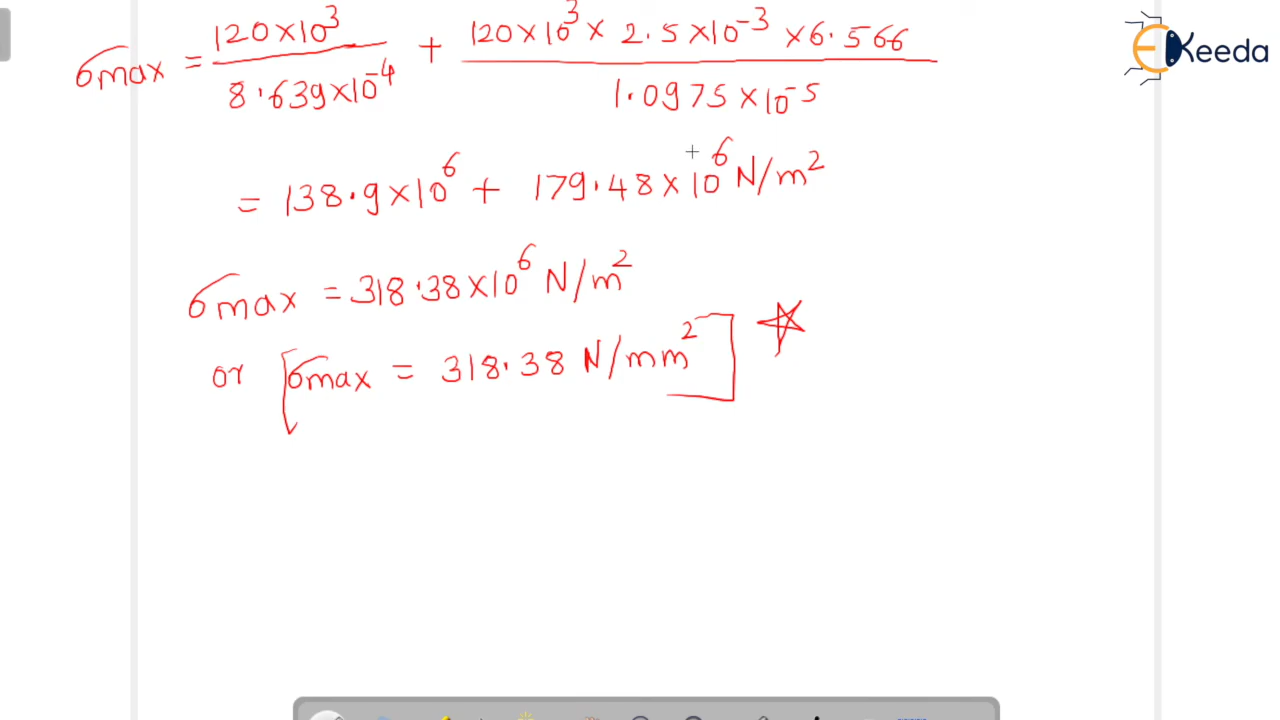 Ekeeda
σmax = 120×10³ / 8.639×10⁻⁴ + 120×10³ × 2.5×10⁻³ ×6.566 / 1.0975×10⁻⁵
= 138.9×10⁶ + 179.48×10⁶ N/m²
σmax = 318.38×10⁶ N/m²
or [σmax = 318.38 N/mm²]